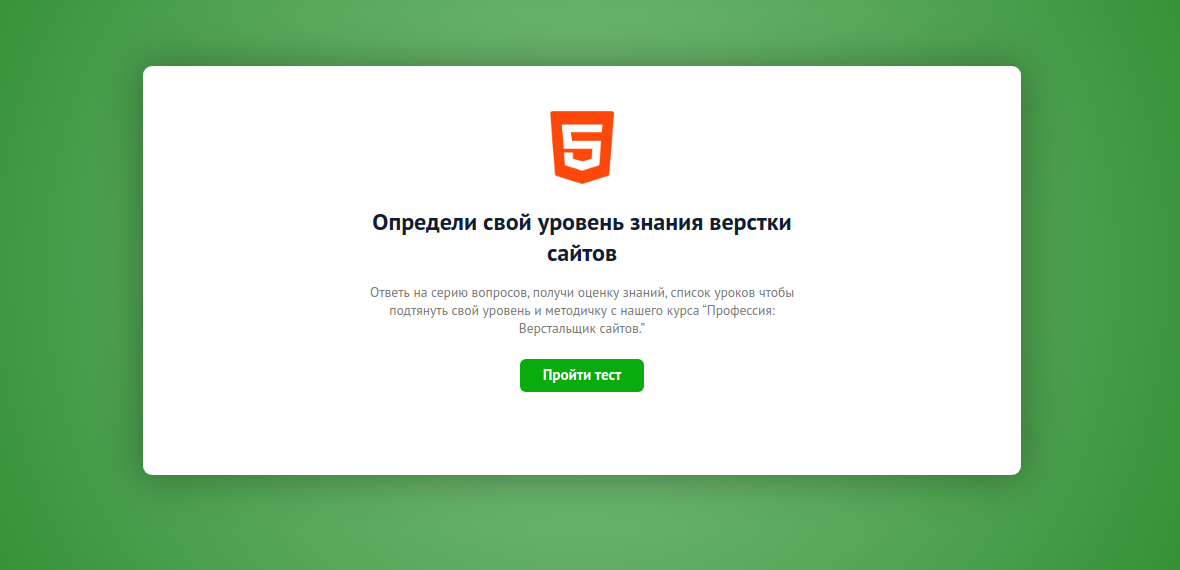 Определи свой уровень знания верстки
сайтов
Ответь на серию вопросов, получи оценку знаний, список уроков чтобы
подтянуть свой уровень и методичку с нашего курса “Профессия:
Верстальщик сайтов.”
Пройти тест